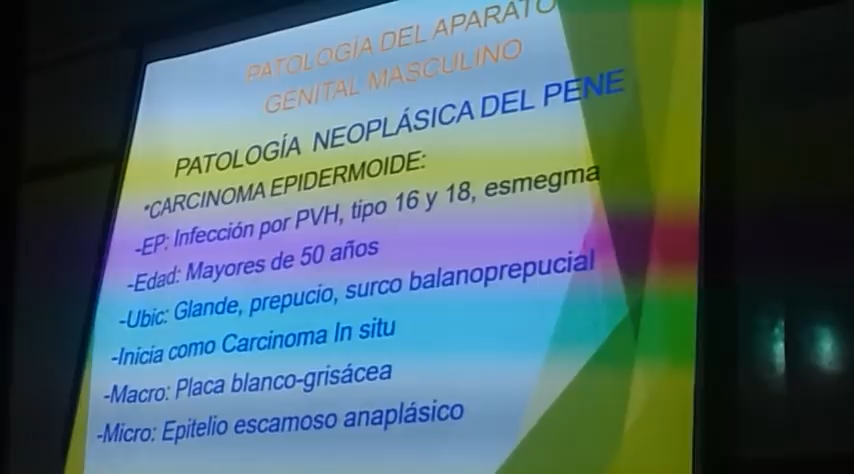 PATOLOGÍA DEL APARATO
GENITAL MASCULINO
PATOLOGÍA NEOPLÁSICA DEL PENE
*CARCINOMA EPIDERMOIDE:
-EP: Infección por PVH, tipo 16 y 18, esmegma
-Edad: Mayores de 50 años
-Ubic: Glande, prepucio, surco balanoprepucial
-Inicia como Carcinoma In situ
-Macro: Placa blanco-grisácea
-Micro: Epitelio escamoso anaplásico